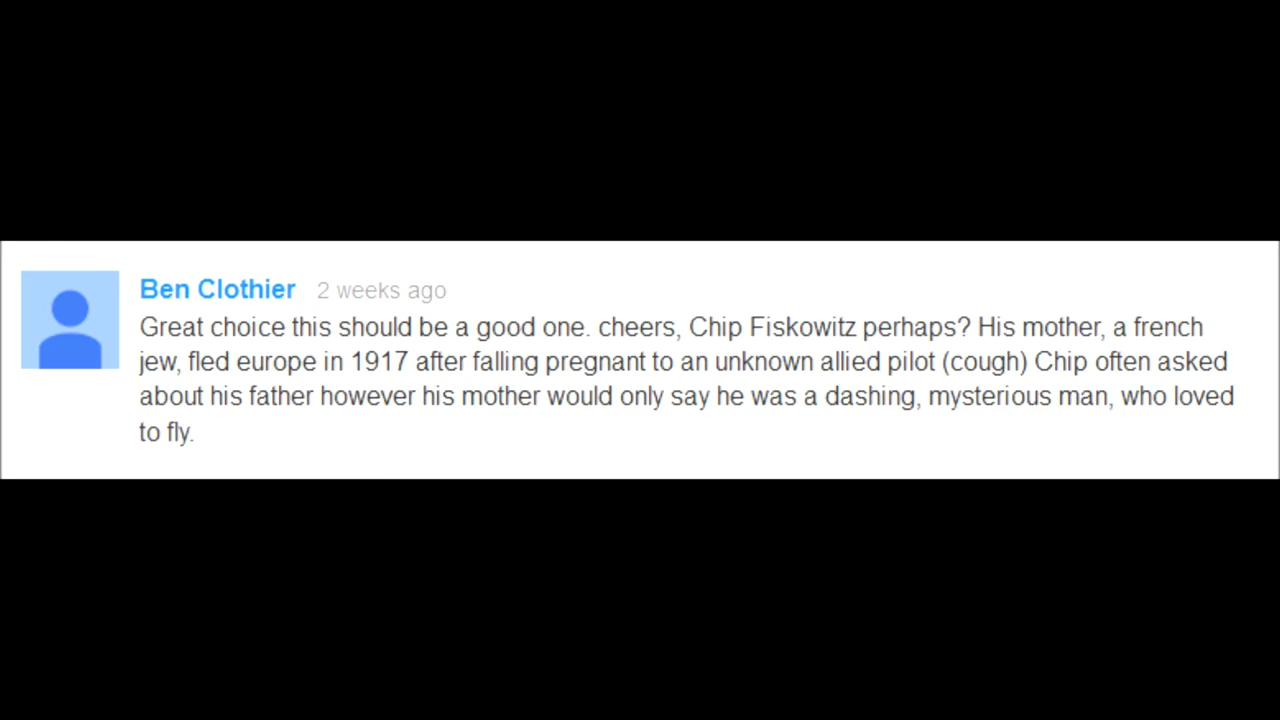 Ben Clothier 2 weeks ago
Great choice this should be a good one. cheers, Chip Fiskowitz perhaps? His mother, a french
jew, fled europe in 1917 after falling pregnant to an unknown allied pilot (cough) Chip often asked
about his father however his mother would only say he was a dashing, mysterious man, who loved
to fly.